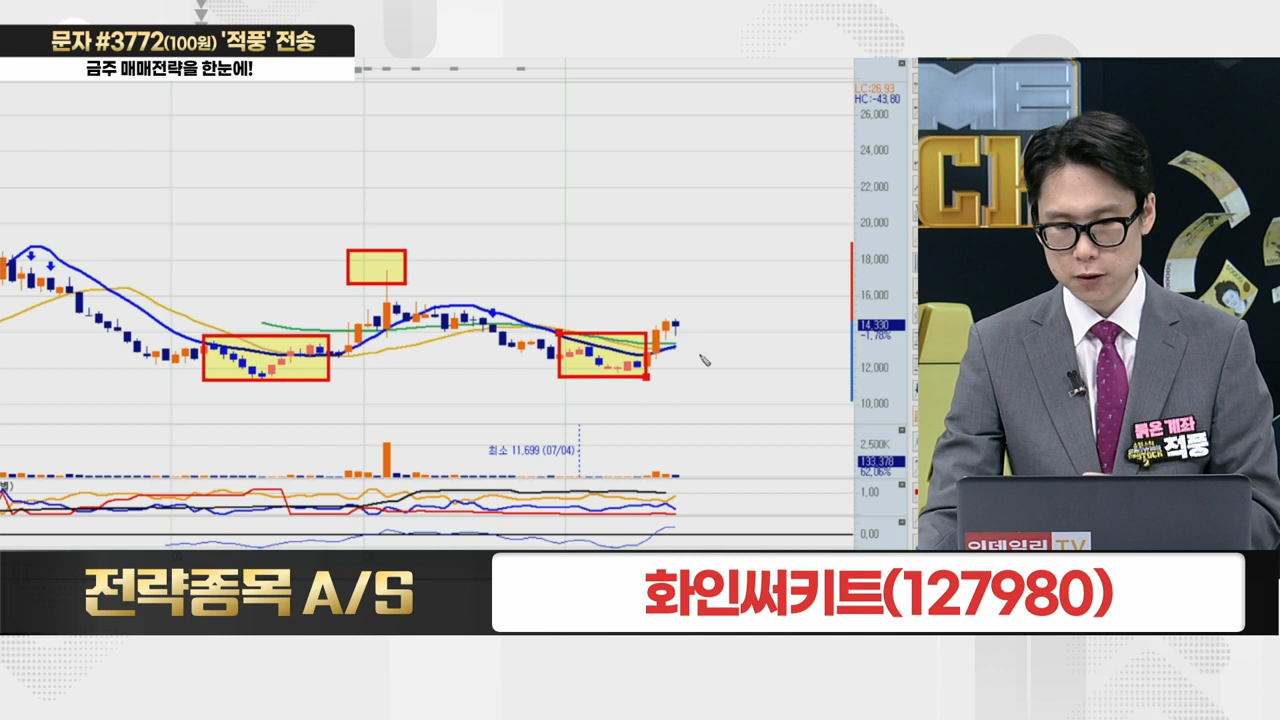 문자 #3772(100원) '적풍' 전송
금주 매매전략을 한눈에!
LC:26.93
HC:-43.80
26,000
24,000
22,000
20,000
18,000
16,000
14,330
-1.78%
12,000
10,000
최소 11,699 (07/04)
2,500K
133,378
62.06%
1.00
0.00
붉은 계좌
적풍
이데일리 TV
전략종목 A/S
화인써키트(127980)